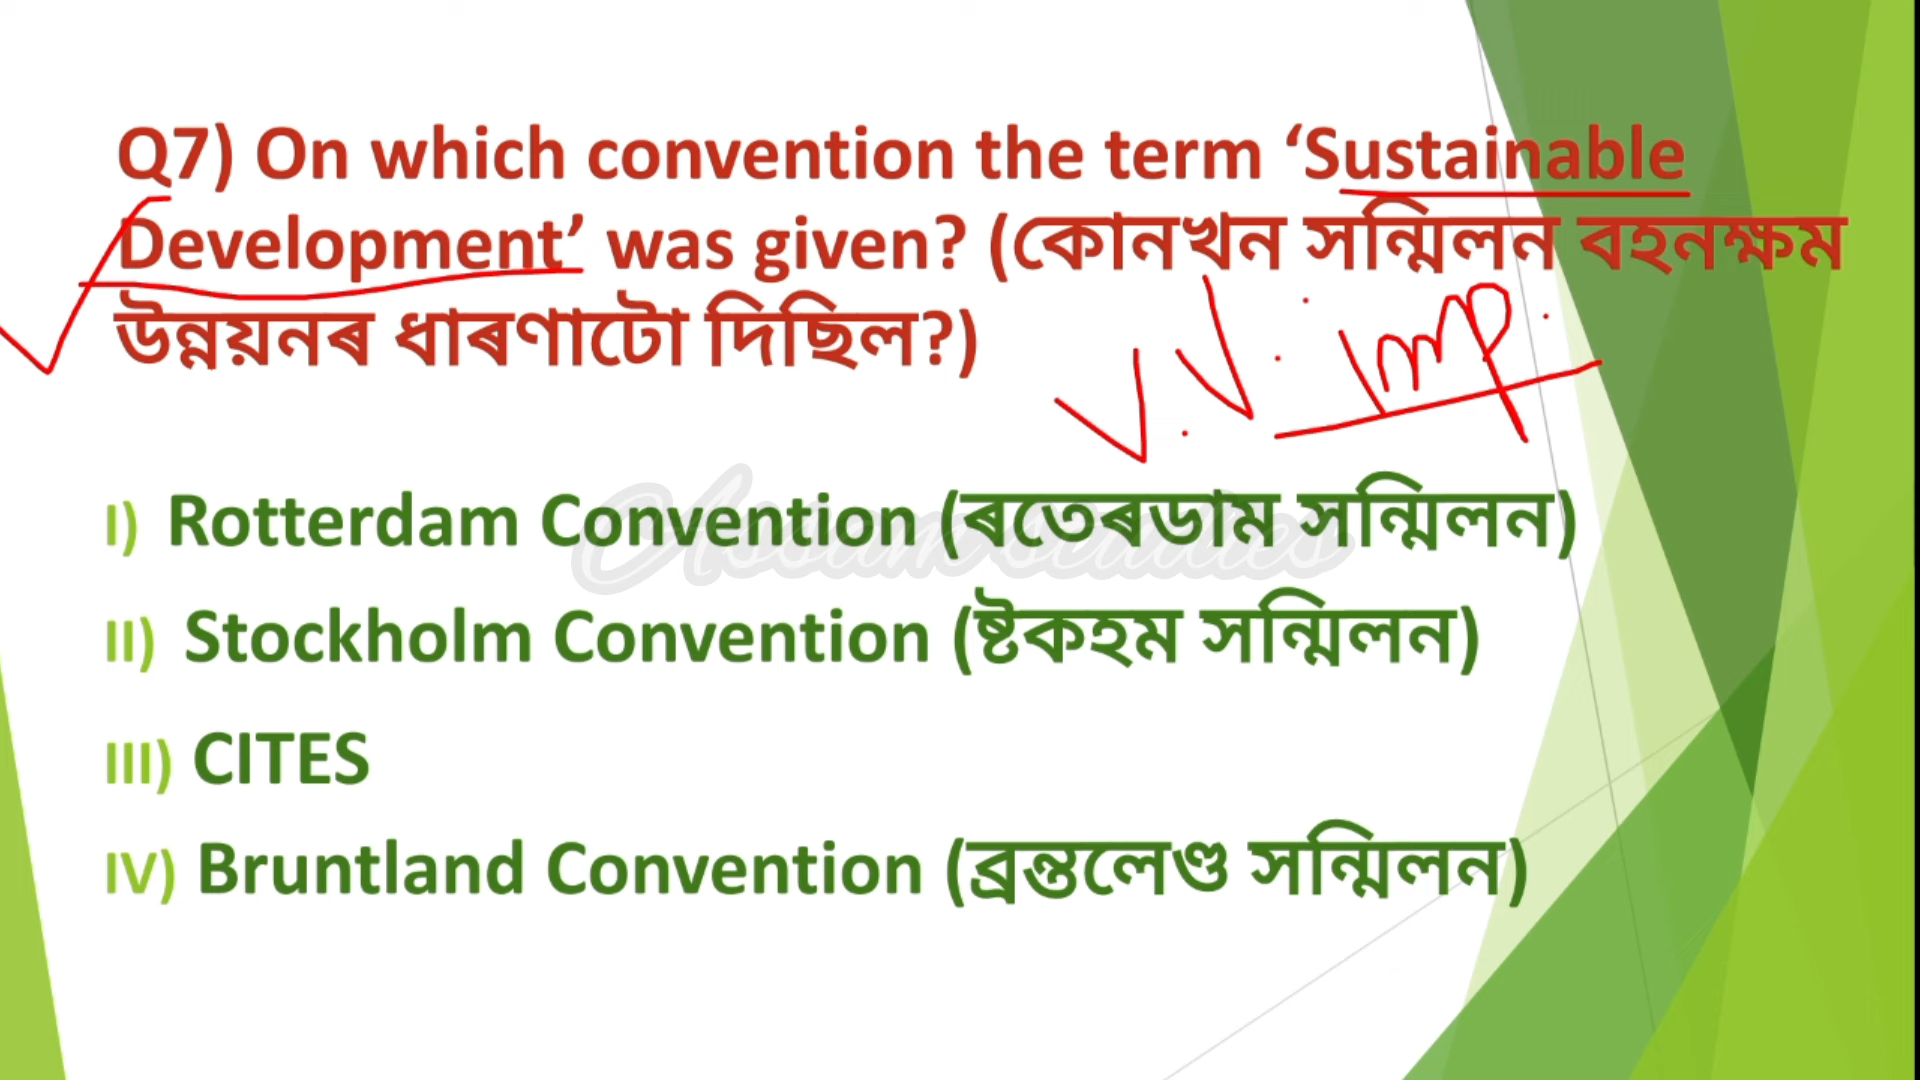 Q7) On which convention the term ‘Sustainable
Development’ was given? (কোনখন সন্মিলন বহনক্ষম
উন্নয়নৰ ধাৰণাটো দিছিল?)
V.V. Imp.
I) Rotterdam Convention (ৰতেৰডাম সন্মিলন)
Assam studies
II) Stockholm Convention (ষ্টকহম সন্মিলন)
III) CITES
IV) Bruntland Convention (ব্ৰন্তলেণ্ড সন্মিলন)